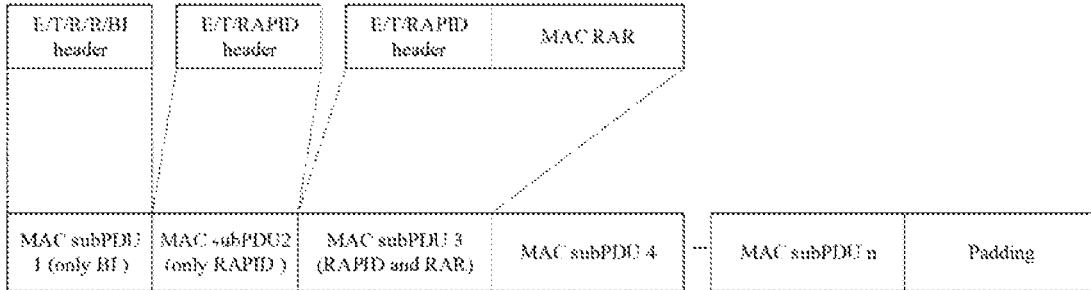 E/T/R/R/BI
header
E/T/RAPID
header
E/T/RAPID
header
MAC RAR
MAC subPDU
1 (only BI )
MAC subPDU2
(only RAPID )
MAC subPDU 3
(RAPID and RAR)
MAC subPDU 4
...
MAC subPDU n
Padding